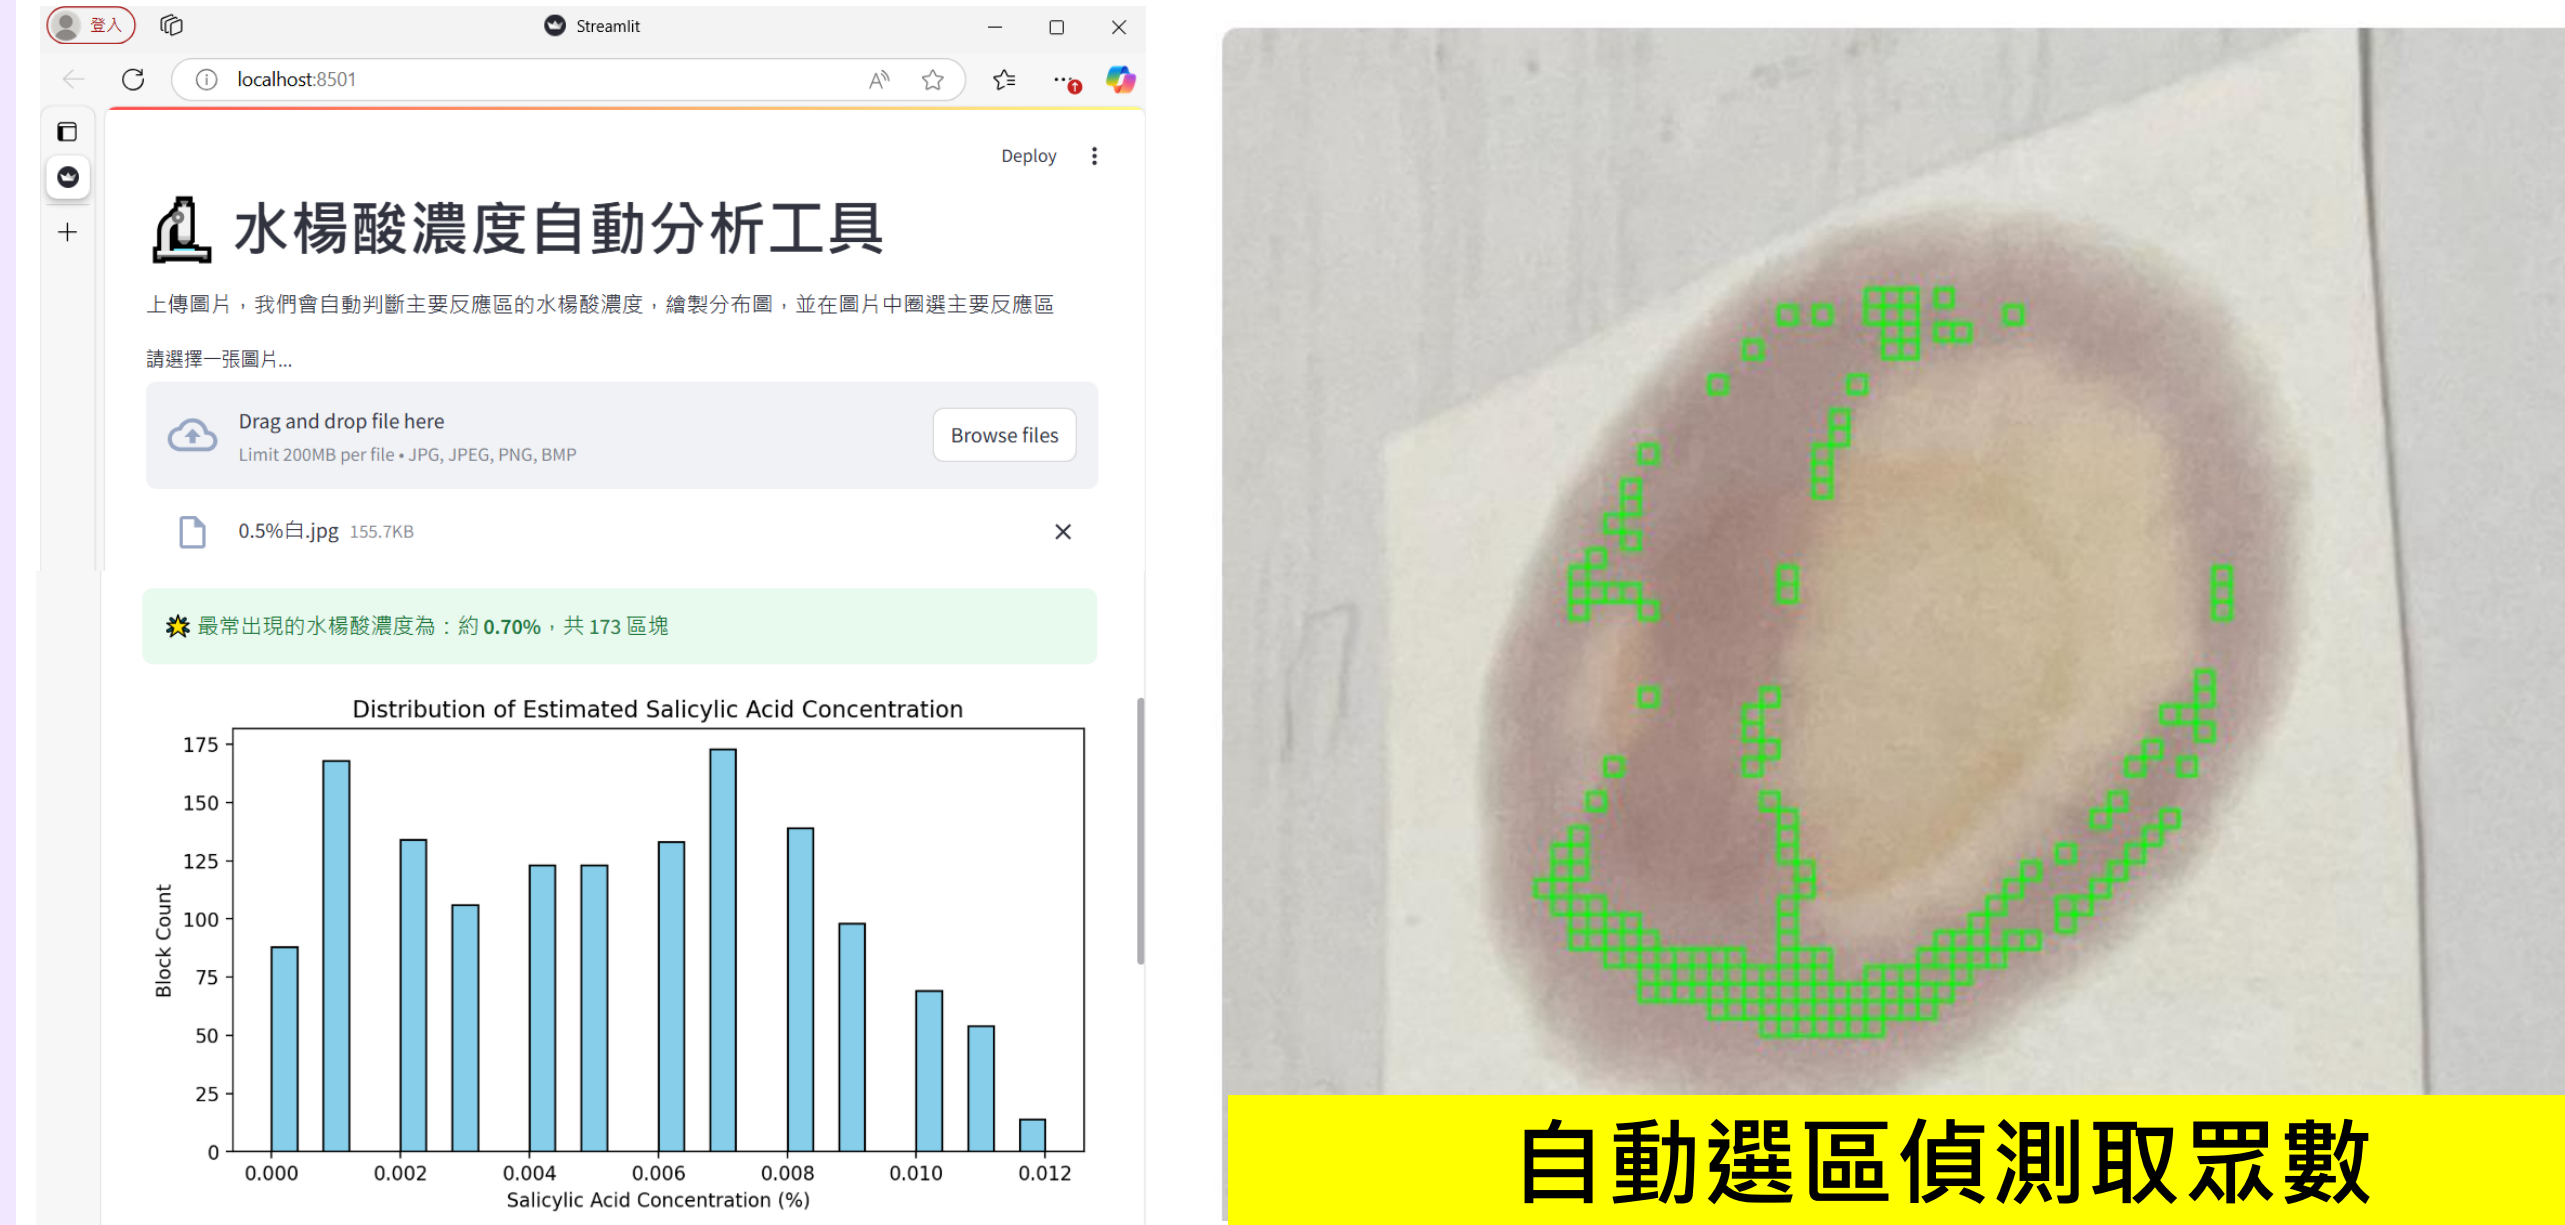 登入
Streamlit
localhost:8501
Deploy
水楊酸濃度自動分析工具
上傳圖片，我們會自動判斷主要反應區的水楊酸濃度，繪製分布圖，並在圖片中圈選主要反應區
請選擇一張圖片...
Drag and drop file here
Browse files
Limit 200MB per file • JPG, JPEG, PNG, BMP
0.5%白.jpg 155.7KB
最常出現的水楊酸濃度為：約 0.70%，共 173 區塊
Distribution of Estimated Salicylic Acid Concentration
Block Count
175
150
125
100
75
50
25
0
0.000 0.002 0.004 0.006 0.008 0.010 0.012
Salicylic Acid Concentration (%)
自動選區偵測取眾數